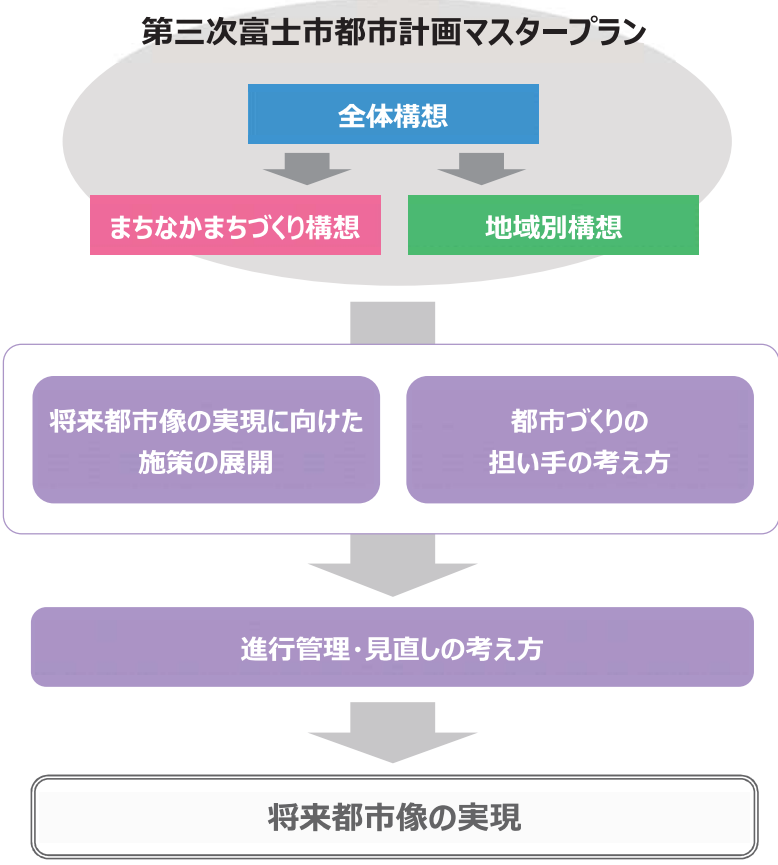 第三次富士市都市計画マスタープラン
全体構想
まちなかまちづくり構想
地域別構想
将来都市像の実現に向けた
施策の展開
都市づくりの
担い手の考え方
進行管理・見直しの考え方
将来都市像の実現